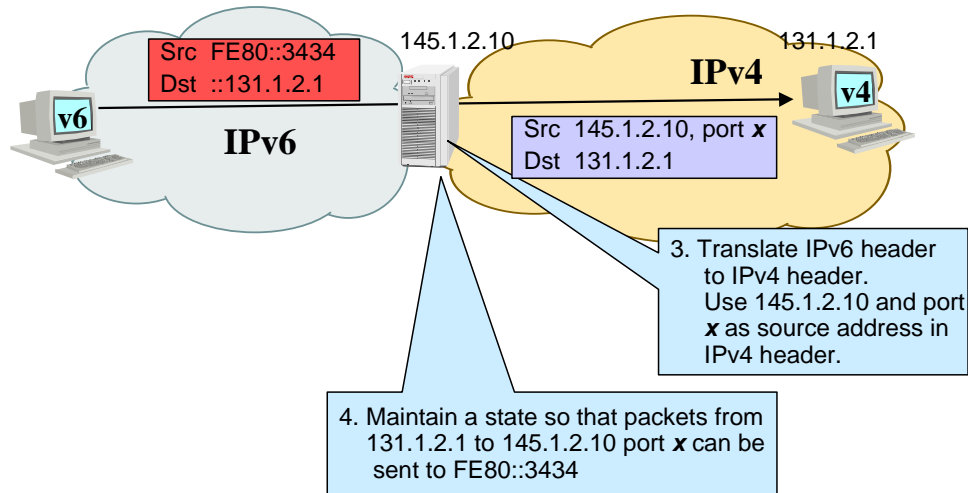 145.1.2.10
131.1.2.1
Src FE80::3434
Dst ::131.1.2.1
IPv4
v6
v4
IPv6
Src 145.1.2.10, port x
Dst 131.1.2.1
3. Translate IPv6 header
to IPv4 header.
Use 145.1.2.10 and port
x as source address in
IPv4 header.
4. Maintain a state so that packets from
131.1.2.1 to 145.1.2.10 port x can be
sent to FE80::3434